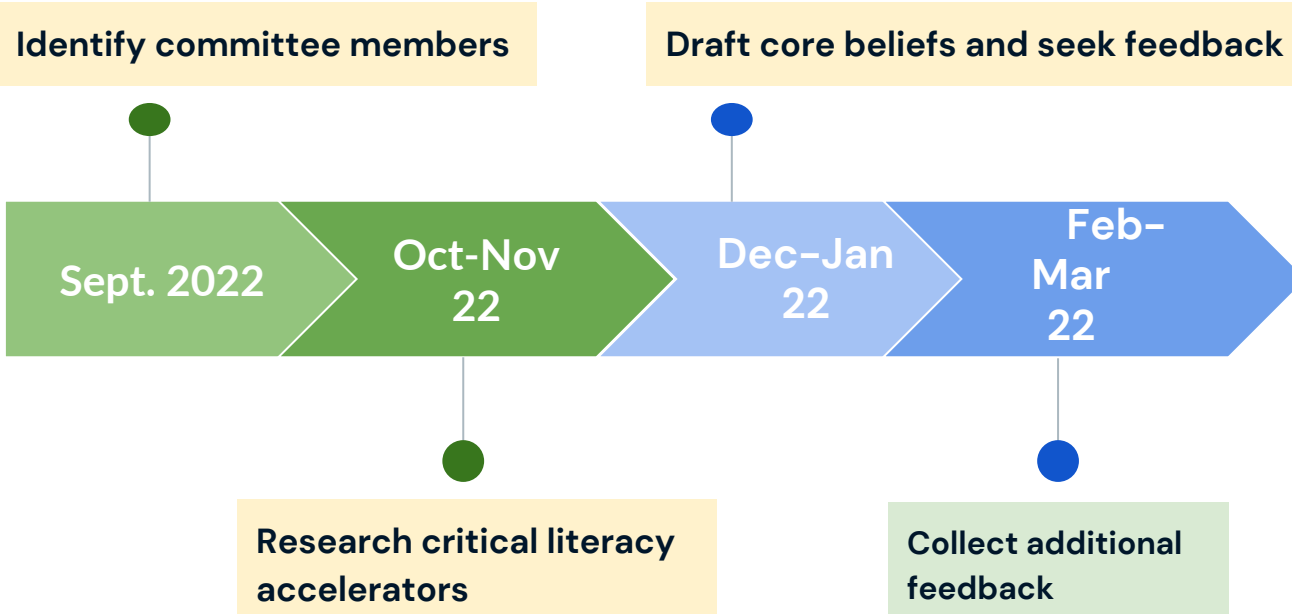 Identify committee members
Draft core beliefs and seek feedback
Sept. 2022
Oct-Nov
22
Dec-Jan
22
Feb-
Mar
22
Research critical literacy
accelerators
Collect additional
feedback